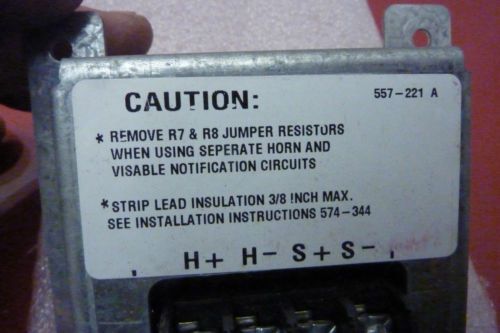 CAUTION:
557-221 A
* REMOVE R7 & R8 JUMPER RESISTORS
WHEN USING SEPERATE HORN AND
VISABLE NOTIFICATION CIRCUITS
* STRIP LEAD INSULATION 3/8 INCH MAX.
SEE INSTALLATION INSTRUCTIONS 574-344
H+ H- S+ S-